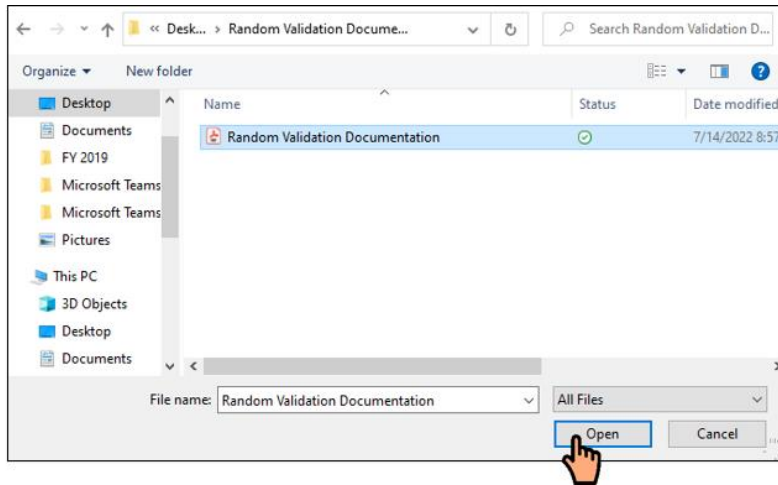 « Desk... › Random Validation Docume...
Search Random Validation D...
Organize
New folder
?
Name
Status
Date modified
Desktop
Documents
FY 2019
Microsoft Teams
Microsoft Teams
Pictures
This PC
3D Objects
Desktop
Documents
Random Validation Documentation
7/14/2022 8:57
File name: Random Validation Documentation
All Files
Open
Cancel